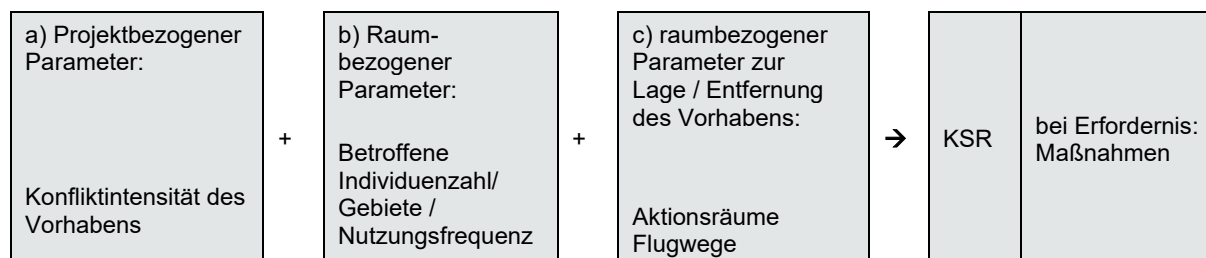 a) Projektbezogener
Parameter:
Konfliktintensität des
Vorhabens
+
b) Raum-
bezogener
Parameter:
Betroffene
Individuenzahl/
Gebiete /
Nutzungsfrequenz
+
c) raumbezogener
Parameter zur
Lage / Entfernung
des Vorhabens:
Aktionsräume
Flugwege
→
KSR
bei Erfordernis:
Maßnahmen